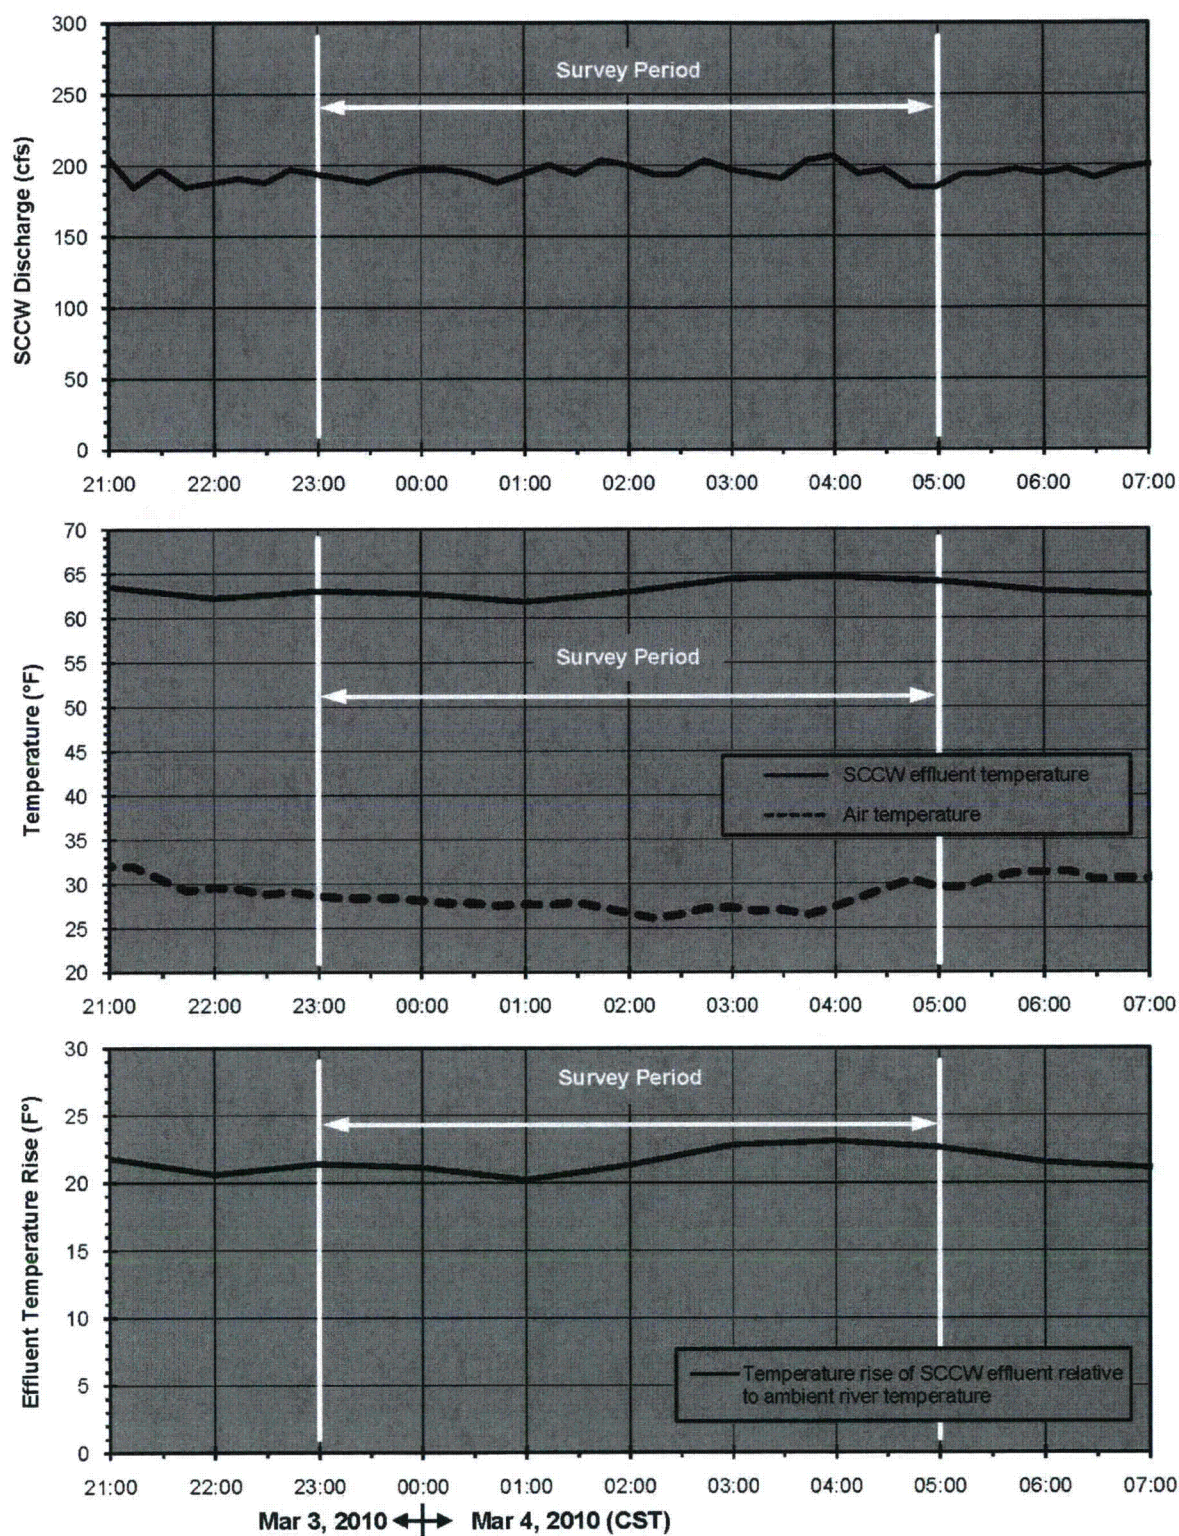 SCCW Discharge (cfs)
300
250
200
150
100
50
0
Survey Period
21:00 22:00 23:00 00:00 01:00 02:00 03:00 04:00 05:00 06:00 07:00
Temperature (°F)
70
65
60
55
50
45
40
35
30
25
20
Survey Period
SCCW effluent temperature
Air temperature
21:00 22:00 23:00 00:00 01:00 02:00 03:00 04:00 05:00 06:00 07:00
Effluent Temperature Rise (F°)
30
25
20
15
10
5
0
Survey Period
Temperature rise of SCCW effluent relative
to ambient river temperature
21:00 22:00 23:00 00:00 01:00 02:00 03:00 04:00 05:00 06:00 07:00
Mar 3, 2010 Mar 4, 2010 (CST)